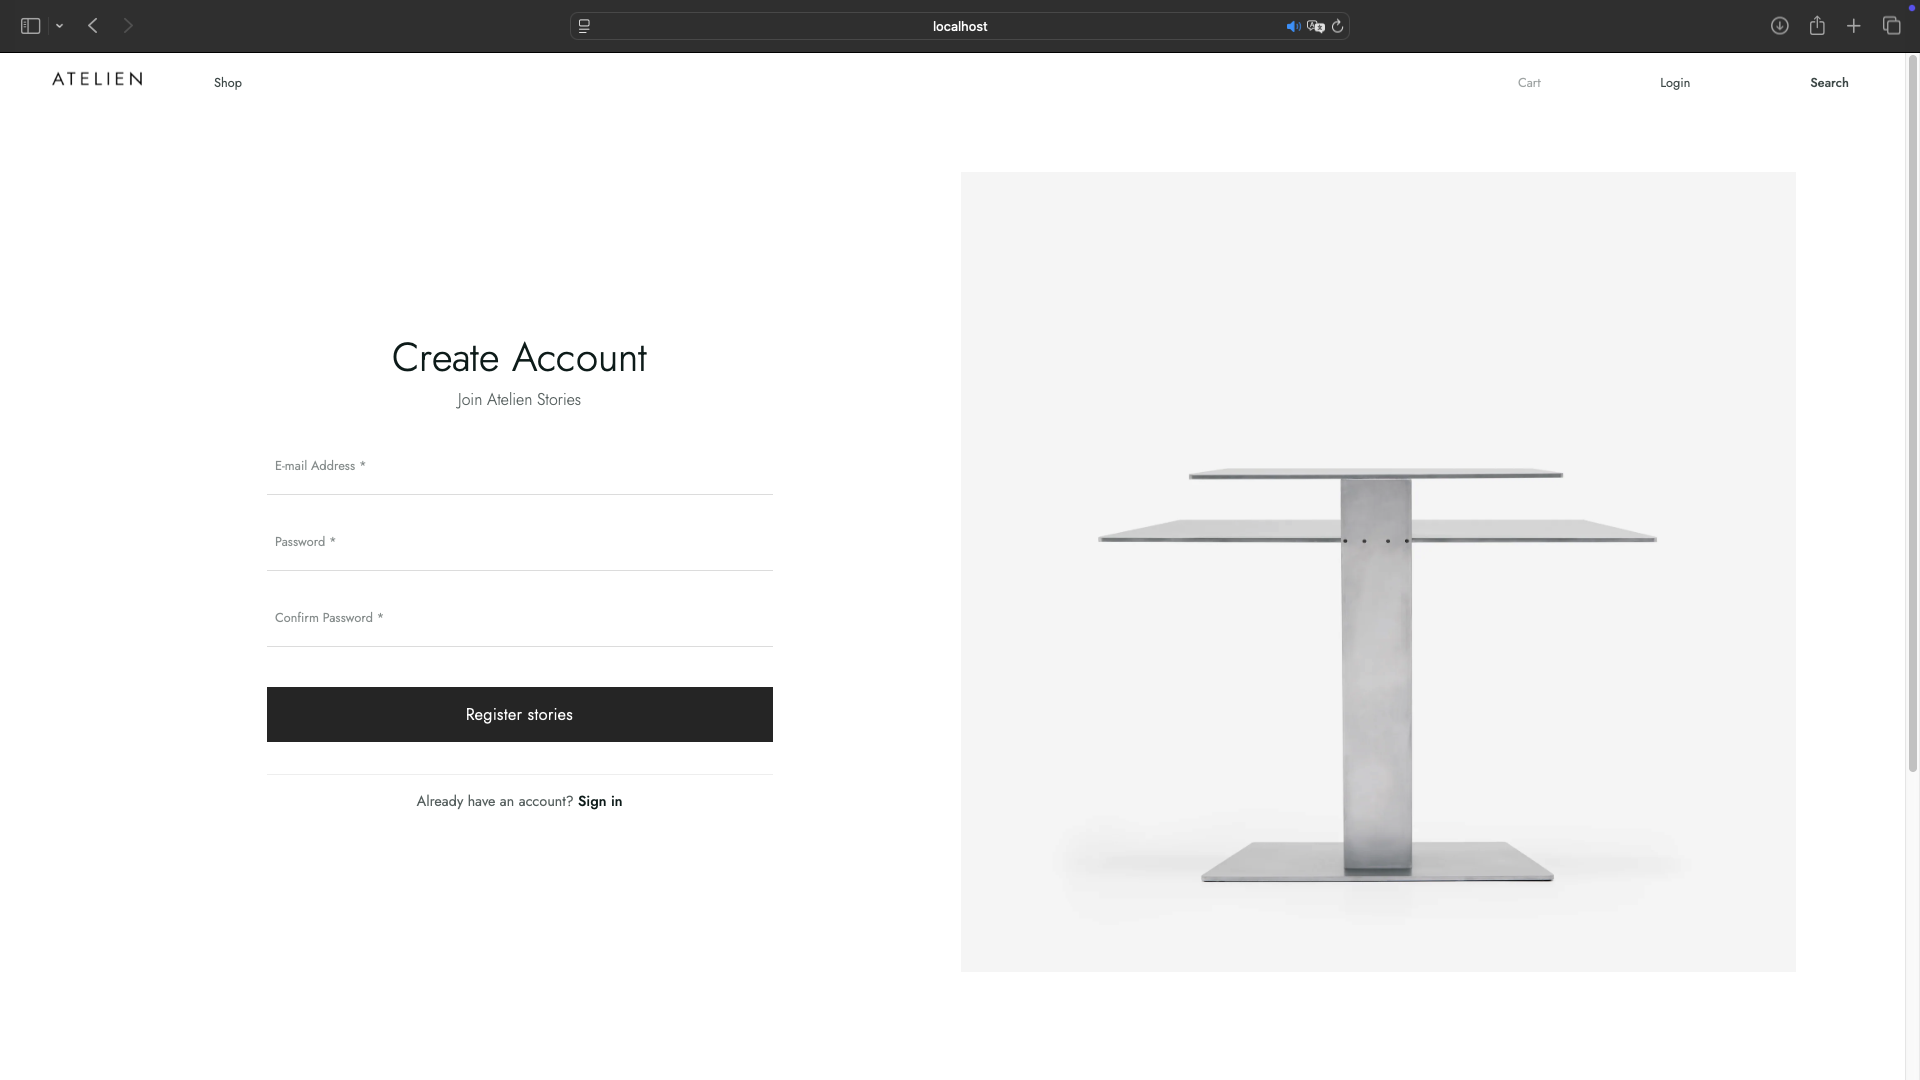 localhost
ATELIEN
Shop
Cart
Login
Search
Create Account
Join Atelien Stories
E-mail Address *
Password *
Confirm Password *
Register stories
Already have an account? Sign in